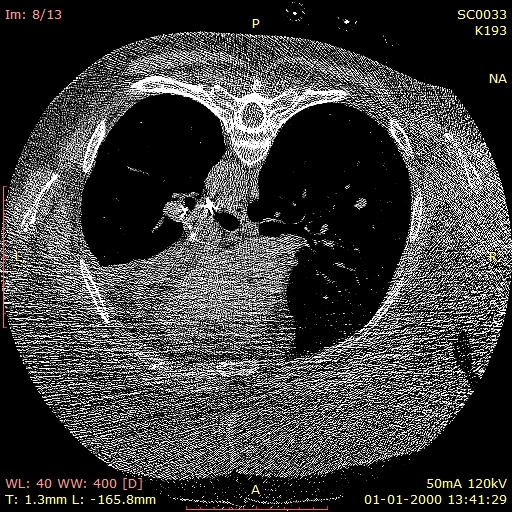 Im: 8/13
P
SC0033
K193
NA
R
WL: 40 WW: 400 [D]
T: 1.3mm L: -165.8mm
A
50mA 120kV
01-01-2000 13:41:29